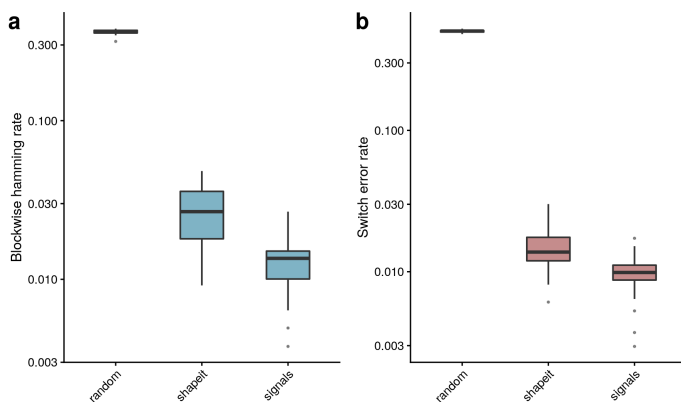 a
Blockwise hamming rate
0.300
0.100
0.030
0.010
0.003
random
shapeit
signals
b
Switch error rate
0.300
0.100
0.030
0.010
0.003
random
shapeit
signals